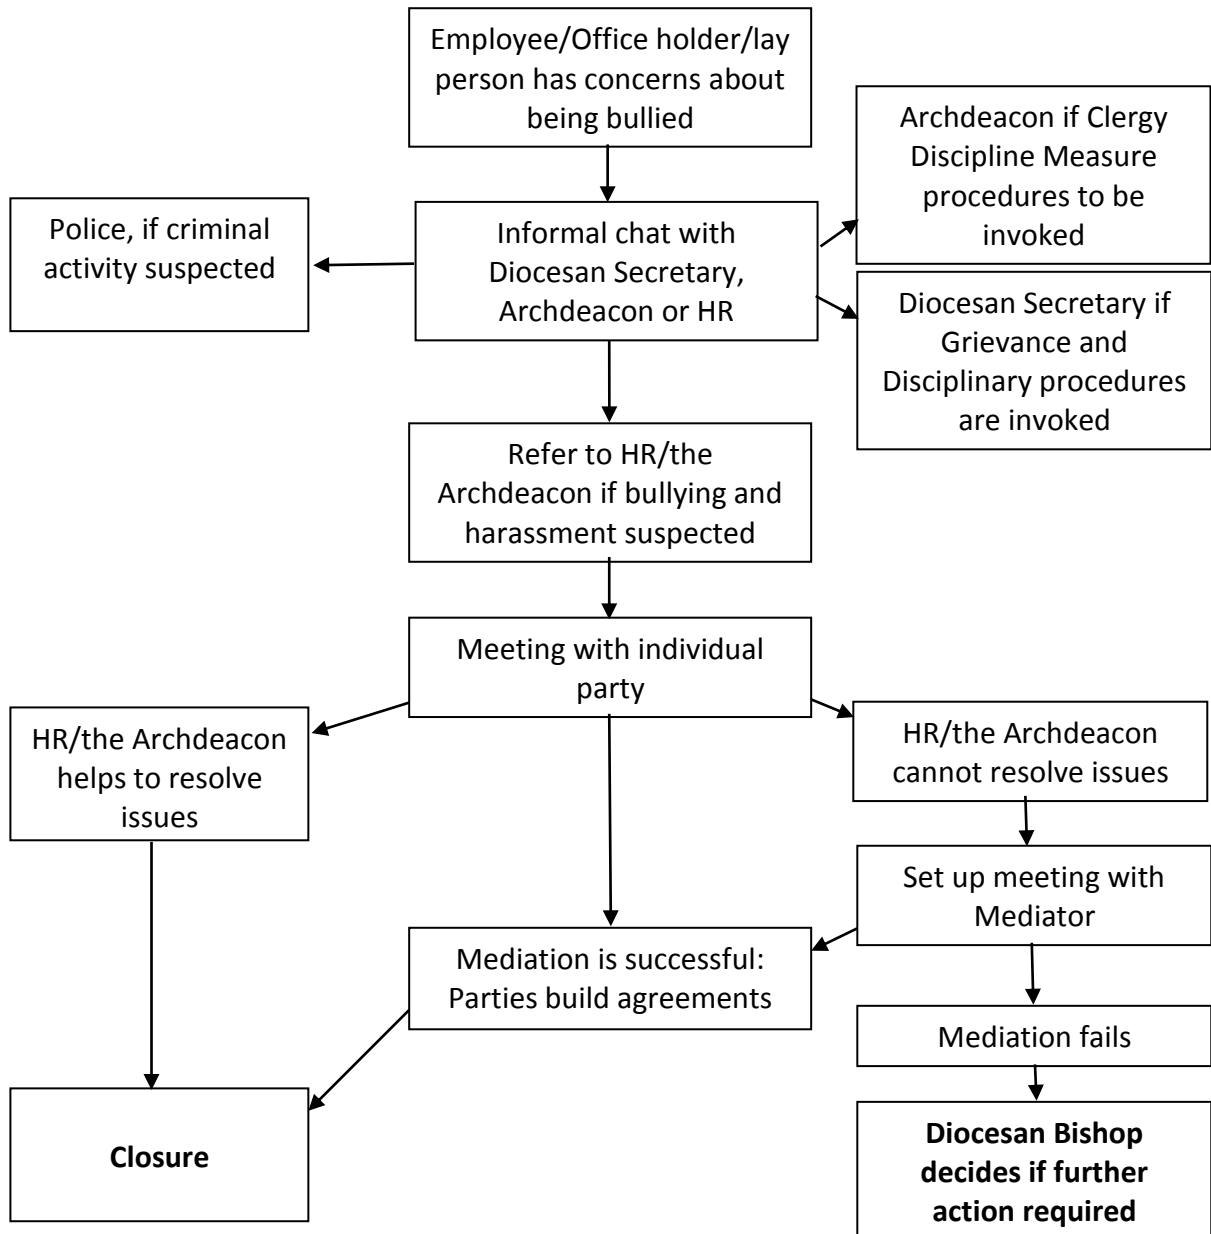 Employee/Office holder/lay
person has concerns about
being bullied
Archdeacon if Clergy
Discipline Measure
procedures to be
invoked
Police, if criminal
activity suspected
Informal chat with
Diocesan Secretary,
Archdeacon or HR
Diocesan Secretary if
Grievance and
Disciplinary procedures
are invoked
Refer to HR/the
Archdeacon if bullying and
harassment suspected
Meeting with individual
party
HR/the Archdeacon
helps to resolve
issues
HR/the Archdeacon
cannot resolve issues
Set up meeting with
Mediator
Mediation is successful:
Parties build agreements
Mediation fails
Closure
Diocesan Bishop
decides if further
action required